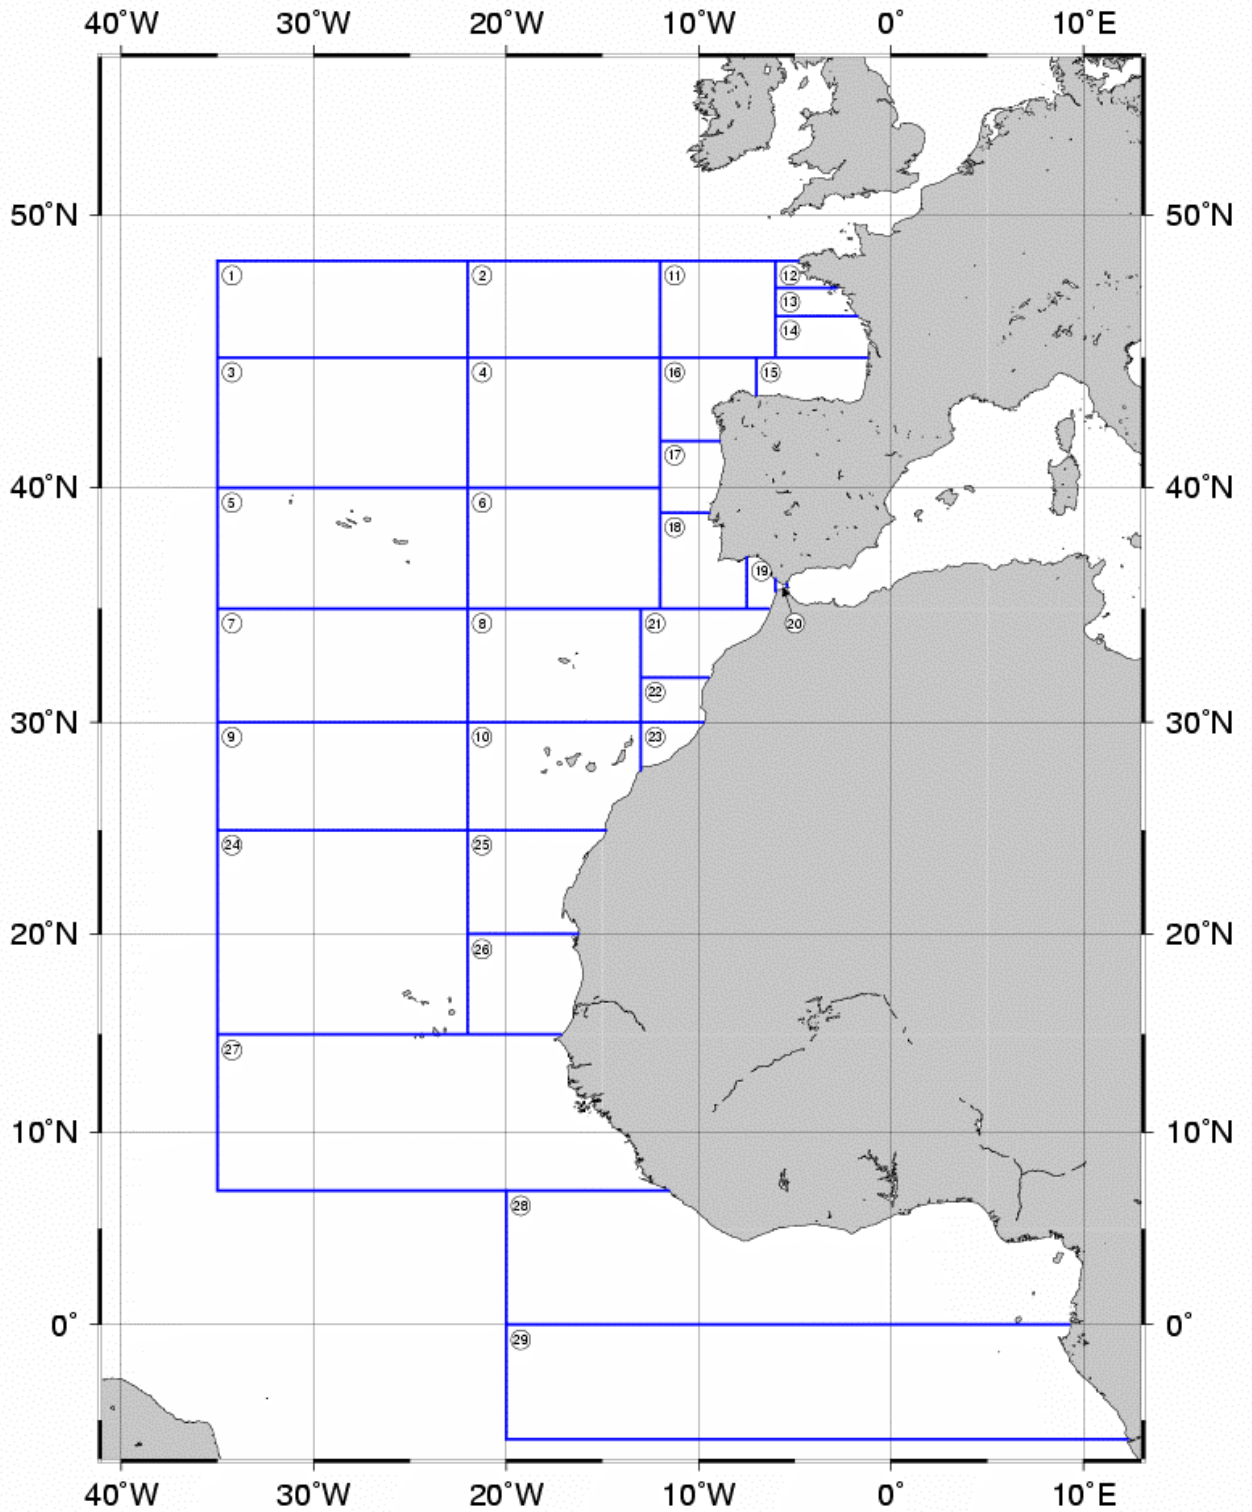 40°W 30°W 20°W 10°W 0° 10°E
50°N 50°N
① ② ⑪ ⑫
⑬
⑭
③ ④ ⑯ ⑮
⑰
40°N 40°N
⑤ ⑥
⑱
⑲
⑦ ⑧ ㉑ ⑳
㉒
30°N 30°N
⑨ ⑩ ㉓
㉔ ㉕
20°N 20°N
㉖
㉗
10°N 10°N
㉘
0° 0°
㉙
40°W 30°W 20°W 10°W 0° 10°E